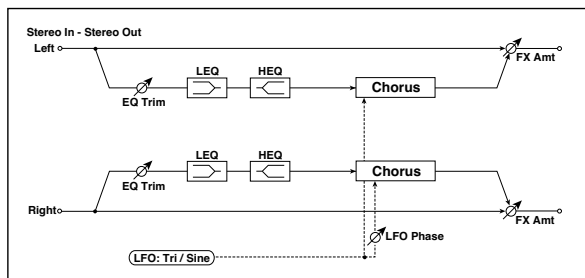 Stereo In - Stereo Out
Left
FX Amt
LEQ
HEQ
Chorus
EQ Trim
LEQ
HEQ
Chorus
EQ Trim
Right
FX Amt
LFO Phase
LFO: Tri / Sine